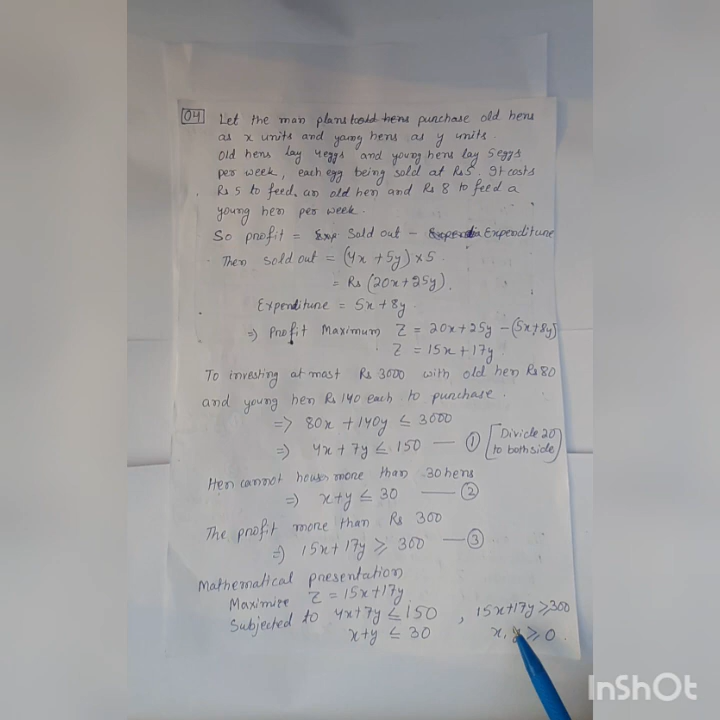 04 Let the man plans purchase old hens
as x units and young hens as y units.
Old hens lay 4eggs and young hens lay 5eggs
per week, each egg being sold at Rs5. It costs
Rs 5 to feed an old hen and Rs 8 to feed a
young hen per week.
So profit = Sold out - Expenditure
Then sold out = (4x + 5y) × 5
= Rs (20x + 25y).
Expenditure = 5x + 8y.
=) Profit Maximum Z = 20x + 25y - (5x + 8y)
Z = 15x + 17y
To investing at most Rs 3000 with old hen Rs 80
and young hen Rs 140 each to purchase.
=> 80x + 140y ≤ 3000
=) 4x + 7y ≤ 150 — ① [Divide 20
to bothside]
Hen cannot house more than 30 hens
=) x+y ≤ 30 — ②
The profit more than Rs 300
=) 15x + 17y ≥ 300 — ③
Mathematical presentation
Maximize Z = 15x + 17y
Subjected to 4x + 7y ≤ 150 , 15x + 17y ≥ 300
x+y ≤ 30 x, y ≥ 0.
InShOt